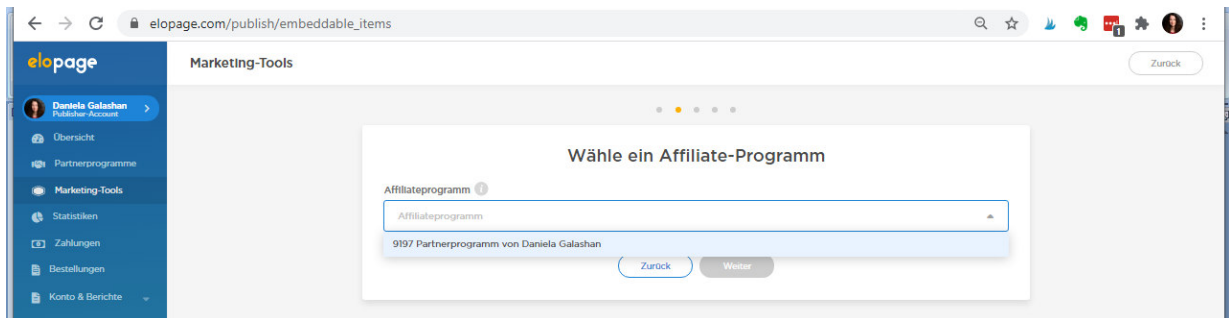 elopage.com/publish/embeddable_items
1
elopage
Marketing-Tools
Zurück
Daniela Galashan
Publisher-Account
Übersicht
Partnerprogramme
Marketing-Tools
Statistiken
Zahlungen
Bestellungen
Konto & Berichte
Wähle ein Affiliate-Programm
Affiliateprogramm
Affiliateprogramm
9197 Partnerprogramm von Daniela Galashan
Zurück
Weiter